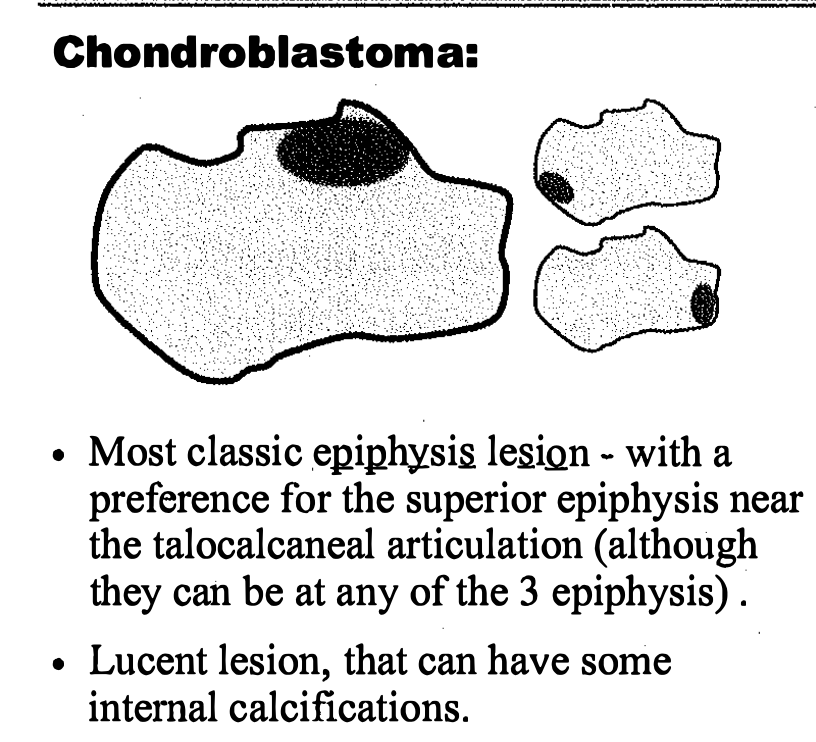 Chondroblastoma:
• Most classic epiphysis lesion - with a
preference for the superior epiphysis near
the talocalcaneal articulation (although
they can be at any of the 3 epiphysis) .
• Lucent lesion, that can have some
internal calcifications.